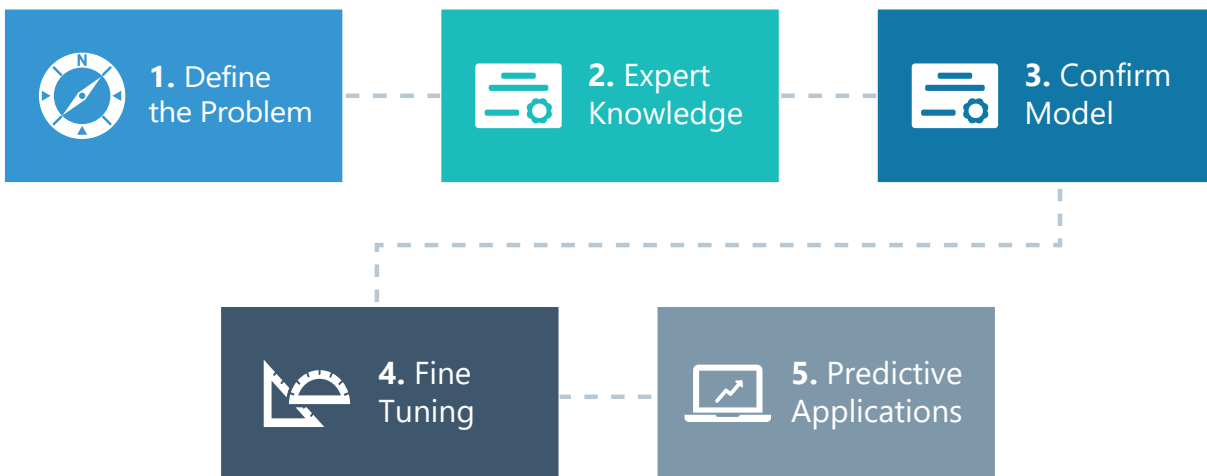 N
1. Define
the Problem
2. Expert
Knowledge
3. Confirm
Model
4. Fine
Tuning
5. Predictive
Applications